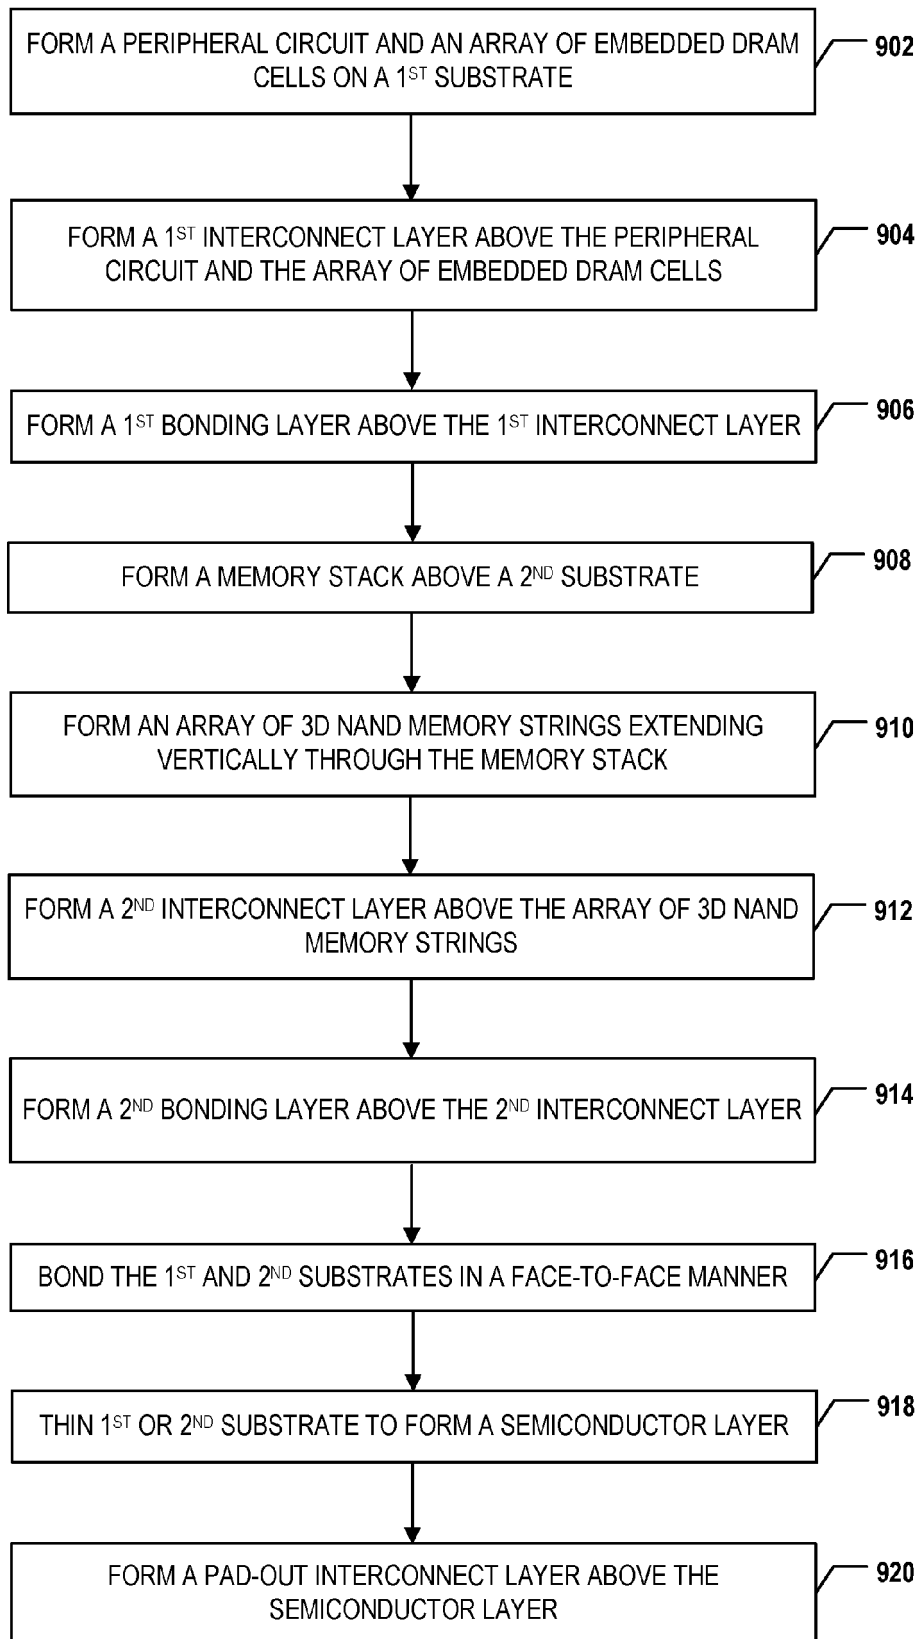 FORM A PERIPHERAL CIRCUIT AND AN ARRAY OF EMBEDDED DRAM
CELLS ON A 1ST SUBSTRATE
902
FORM A 1ST INTERCONNECT LAYER ABOVE THE PERIPHERAL
CIRCUIT AND THE ARRAY OF EMBEDDED DRAM CELLS
904
FORM A 1ST BONDING LAYER ABOVE THE 1ST INTERCONNECT LAYER
906
FORM A MEMORY STACK ABOVE A 2ND SUBSTRATE
908
FORM AN ARRAY OF 3D NAND MEMORY STRINGS EXTENDING
VERTICALLY THROUGH THE MEMORY STACK
910
FORM A 2ND INTERCONNECT LAYER ABOVE THE ARRAY OF 3D NAND
MEMORY STRINGS
912
FORM A 2ND BONDING LAYER ABOVE THE 2ND INTERCONNECT LAYER
914
BOND THE 1ST AND 2ND SUBSTRATES IN A FACE-TO-FACE MANNER
916
THIN 1ST OR 2ND SUBSTRATE TO FORM A SEMICONDUCTOR LAYER
918
FORM A PAD-OUT INTERCONNECT LAYER ABOVE THE
SEMICONDUCTOR LAYER
920